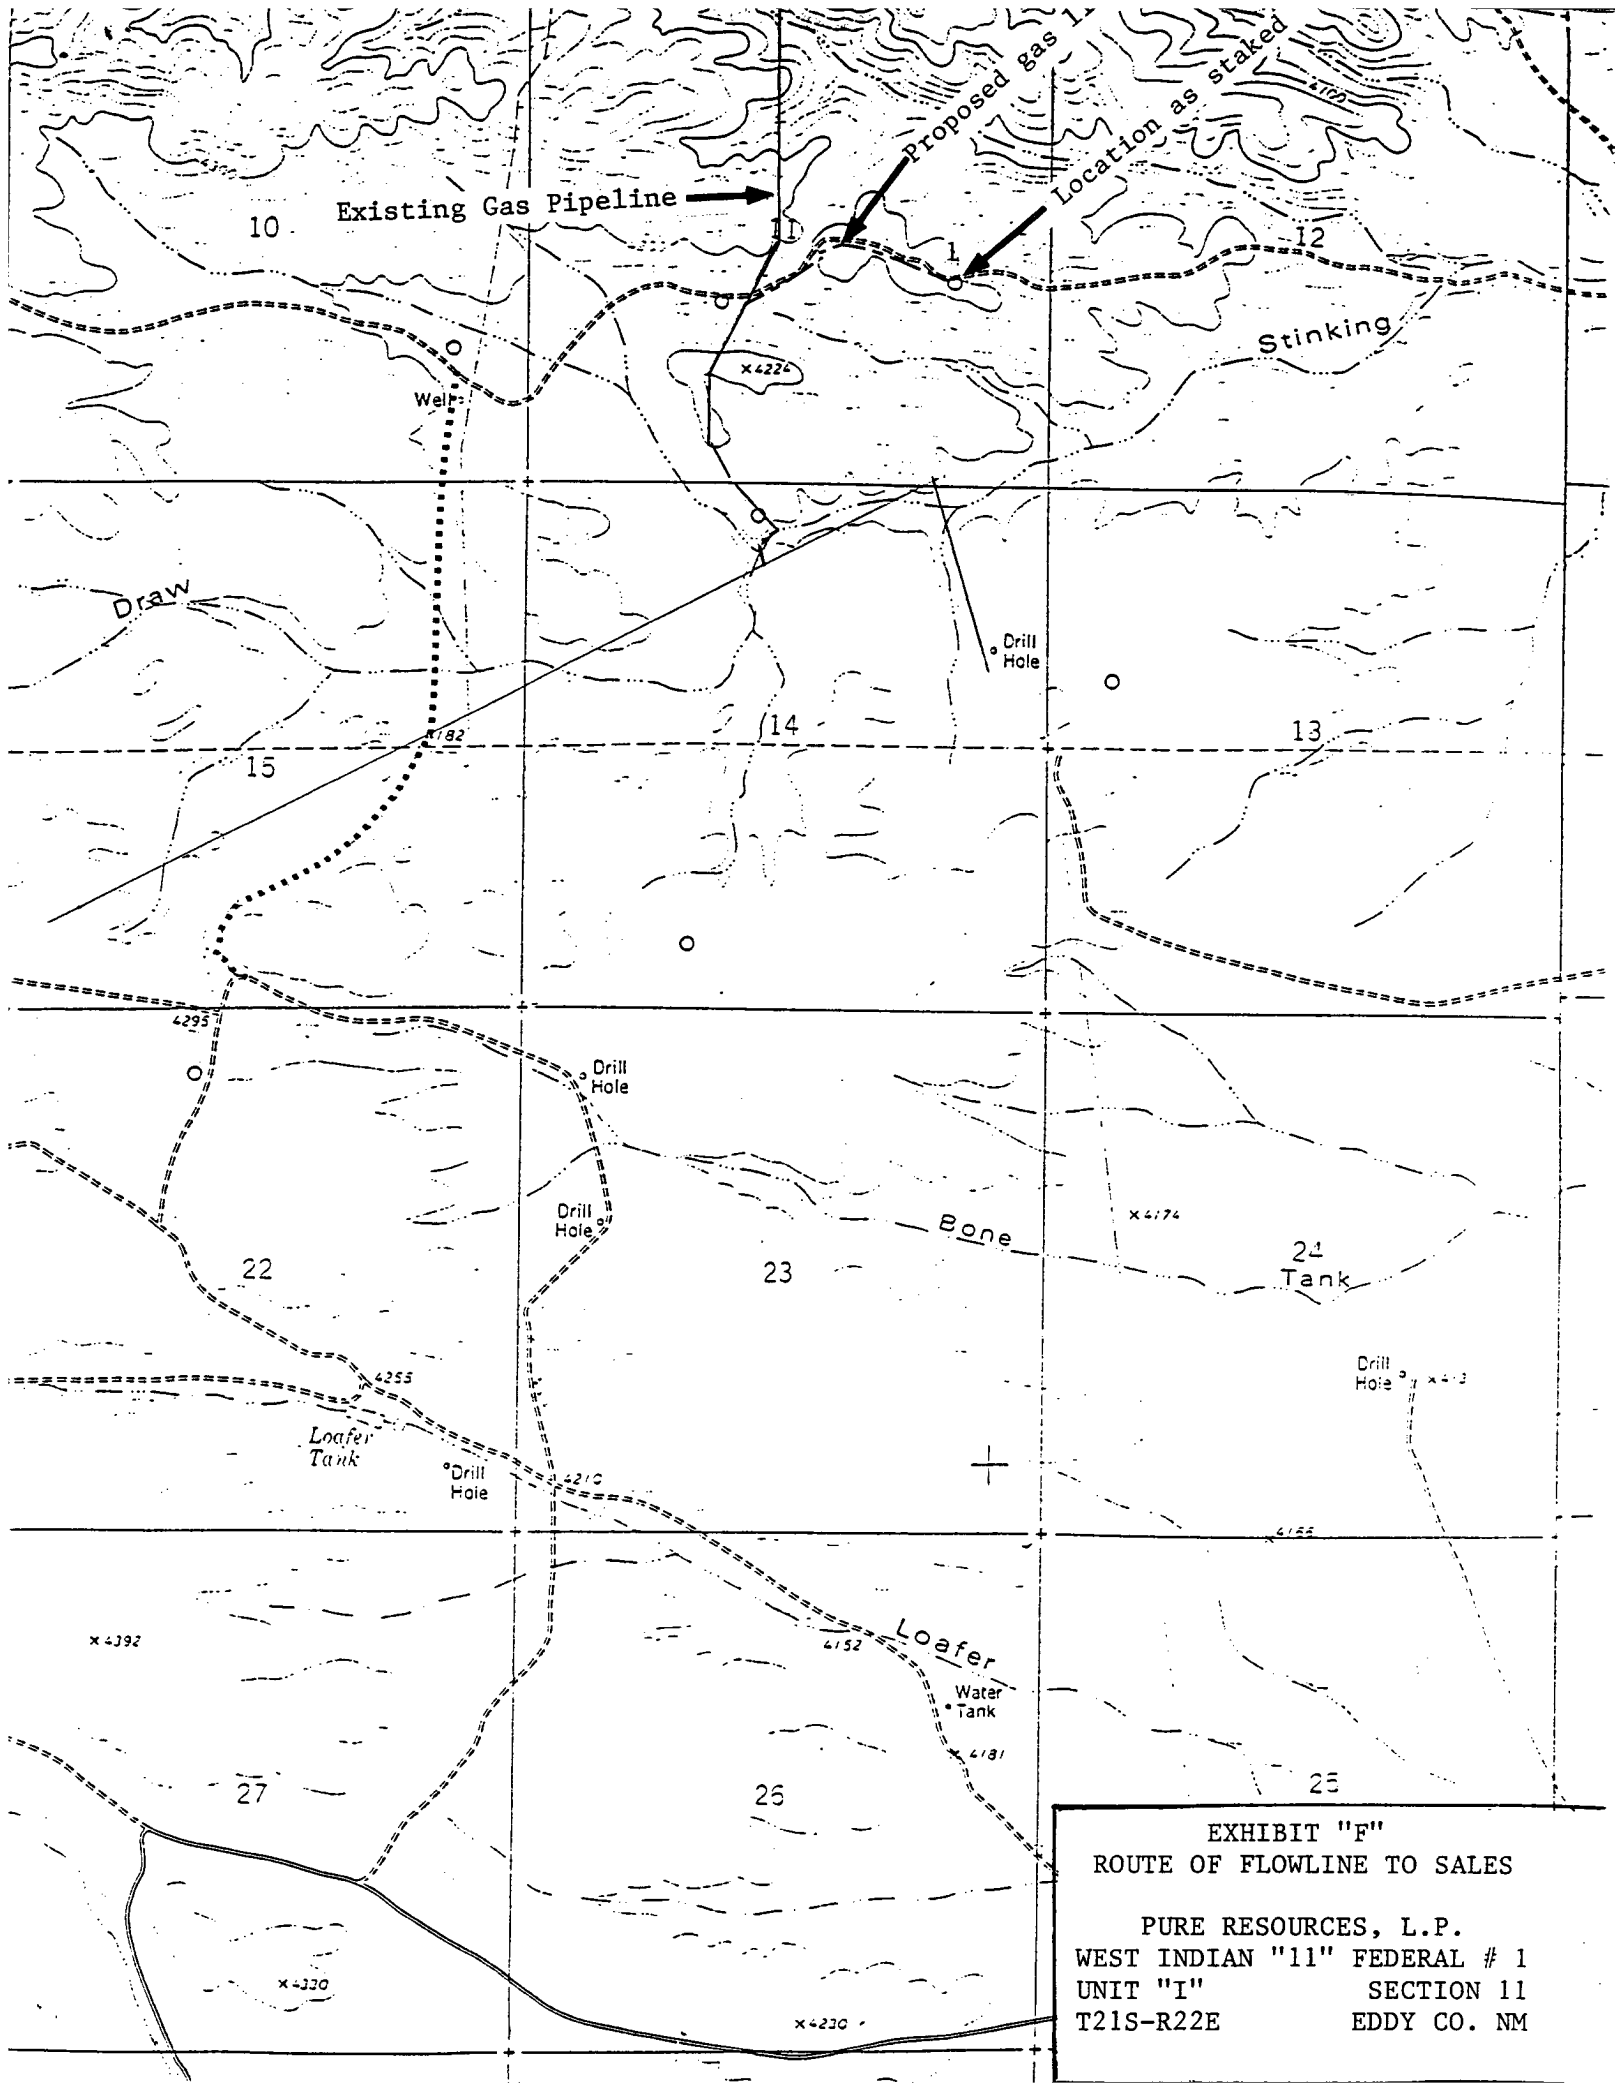 Proposed gas
Location as staked
4100
Existing Gas Pipeline
10
11
1
12
Stinking
x4224
Well
Draw
Drill
Hole
14
13
15
182
4295
Drill
Hole
Drill
Hole
Bone
x4174
22
23
24
Tank
4255
Drill
Hole
Loafer
Tank
Drill
Hole
4210
4166
x4392
Loafer
4152
Water
Tank
x 4181
27
26
25
x4330
x4230
EXHIBIT "F"
ROUTE OF FLOWLINE TO SALES
PURE RESOURCES, L.P.
WEST INDIAN "11" FEDERAL # 1
UNIT "I" SECTION 11
T21S-R22E EDDY CO. NM